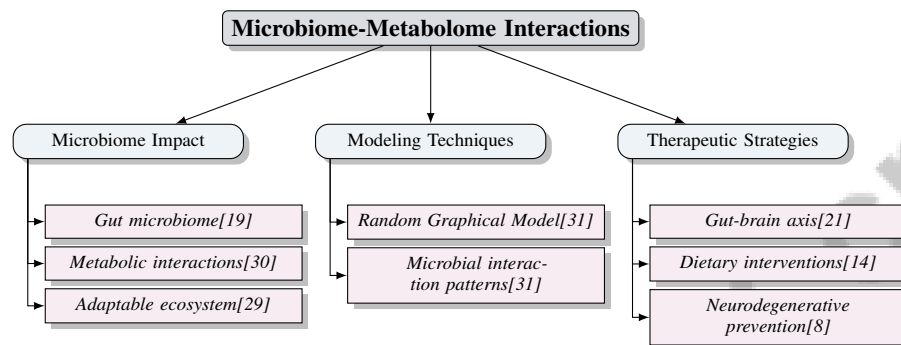 Microbiome-Metabolome Interactions
Microbiome Impact
Modeling Techniques
Therapeutic Strategies
Gut microbiome[19]
Metabolic interactions[30]
Adaptable ecosystem[29]
Random Graphical Model[31]
Microbial interac-
tion patterns[31]
Gut-brain axis[21]
Dietary interventions[14]
Neurodegenerative
prevention[8]